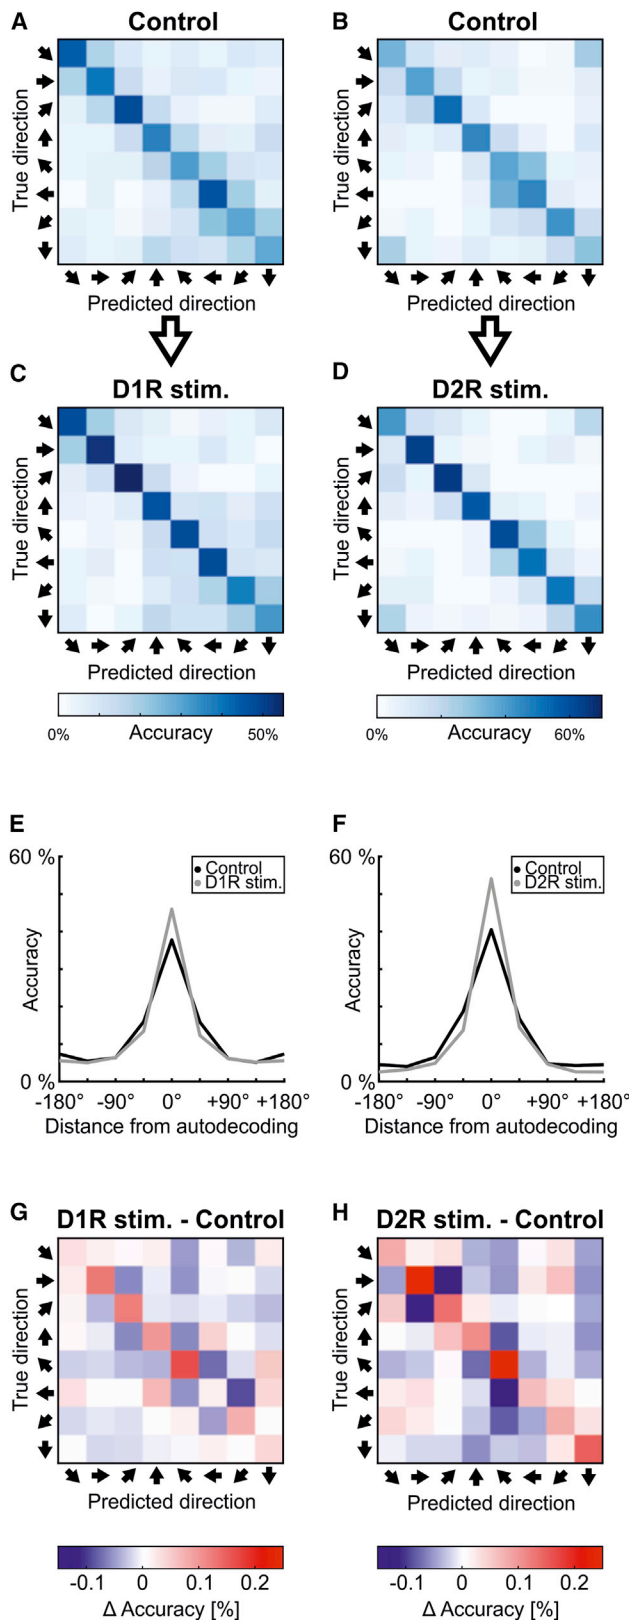 A Control
B Control
True direction
True direction
Predicted direction
Predicted direction
C D1R stim.
D D2R stim.
True direction
True direction
Predicted direction
Predicted direction
0% Accuracy 50%
0% Accuracy 60%
E
60 %
Control
D1R stim.
Accuracy
0 %
-180° -90° 0° +90° +180°
Distance from autodecoding
F
60 %
Control
D2R stim.
Accuracy
0 %
-180° -90° 0° +90° +180°
Distance from autodecoding
G D1R stim. - Control
H D2R stim. - Control
True direction
True direction
Predicted direction
Predicted direction
-0.1 0 0.1 0.2
Δ Accuracy [%]
-0.1 0 0.1 0.2
Δ Accuracy [%]